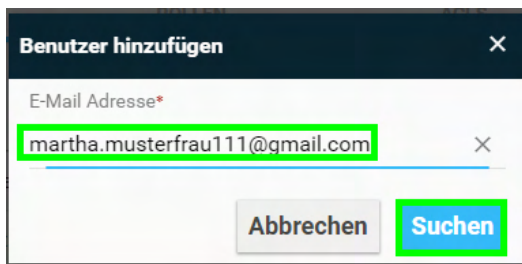 Benutzer hinzufügen ×
E-Mail Adresse*
martha.musterfrau111@gmail.com ×
Abbrechen Suchen